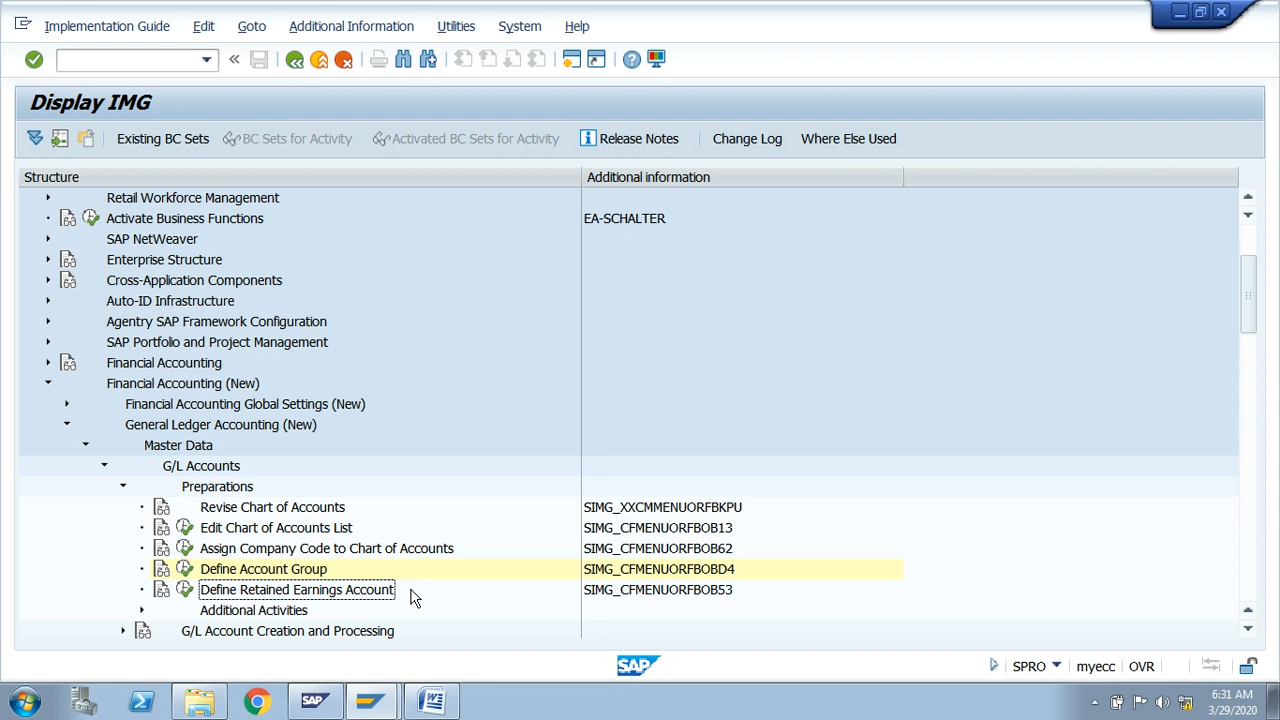 Implementation Guide Edit Goto Additional Information Utilities System Help
Display IMG
Existing BC Sets BC Sets for Activity Activated BC Sets for Activity Release Notes Change Log Where Else Used
Structure Additional information
Retail Workforce Management
Activate Business Functions EA-SCHALTER
SAP NetWeaver
Enterprise Structure
Cross-Application Components
Auto-ID Infrastructure
Agentry SAP Framework Configuration
SAP Portfolio and Project Management
Financial Accounting
Financial Accounting (New)
Financial Accounting Global Settings (New)
General Ledger Accounting (New)
Master Data
G/L Accounts
Preparations
Revise Chart of Accounts SIMG_XXCMMENUORFBKPU
Edit Chart of Accounts List SIMG_CFMENUORFBOB13
Assign Company Code to Chart of Accounts SIMG_CFMENUORFBOB62
Define Account Group SIMG_CFMENUORFBOBD4
Define Retained Earnings Account SIMG_CFMENUORFBOB53
Additional Activities
G/L Account Creation and Processing
SAP SPRO myecc OVR
SAP 6:31 AM
3/29/2020